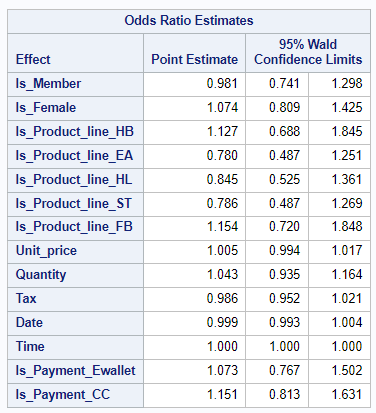 Odds Ratio Estimates
Effect Point Estimate 95% Wald
Confidence Limits
Is_Member 0.981 0.741 1.298
Is_Female 1.074 0.809 1.425
Is_Product_line_HB 1.127 0.688 1.845
Is_Product_line_EA 0.780 0.487 1.251
Is_Product_line_HL 0.845 0.525 1.361
Is_Product_line_ST 0.786 0.487 1.269
Is_Product_line_FB 1.154 0.720 1.848
Unit_price 1.005 0.994 1.017
Quantity 1.043 0.935 1.164
Tax 0.986 0.952 1.021
Date 0.999 0.993 1.004
Time 1.000 1.000 1.000
Is_Payment_Ewallet 1.073 0.767 1.502
Is_Payment_CC 1.151 0.813 1.631